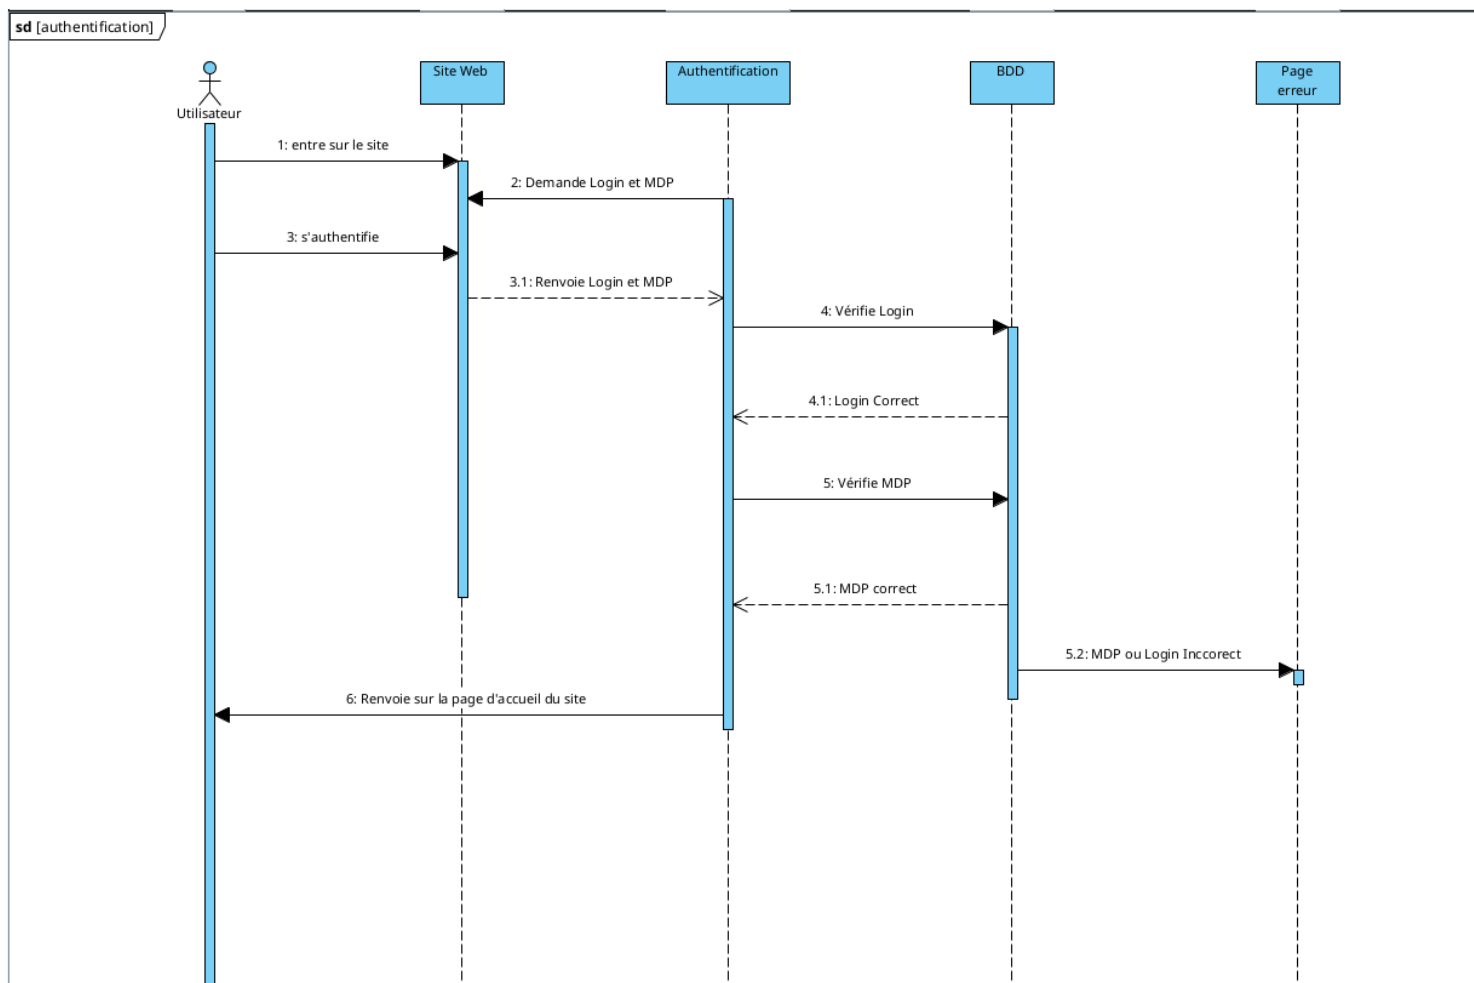 sd [authentification]
Utilisateur
Site Web
Authentification
BDD
Page
erreur
1: entre sur le site
2: Demande Login et MDP
3: s'authentifie
3.1: Renvoie Login et MDP
4: Vérifie Login
4.1: Login Correct
5: Vérifie MDP
5.1: MDP correct
5.2: MDP ou Login Inccorect
6: Renvoie sur la page d'accueil du site